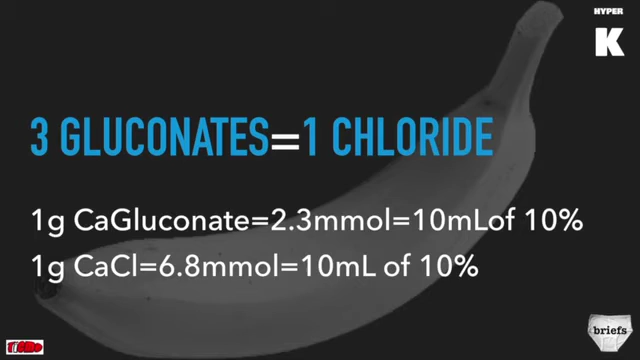 HYPER
K
3 GLUCONATES=1 CHLORIDE
1g CaGluconate=2.3mmol=10mLof 10%
1g CaCl=6.8mmol=10mL of 10%
briefs